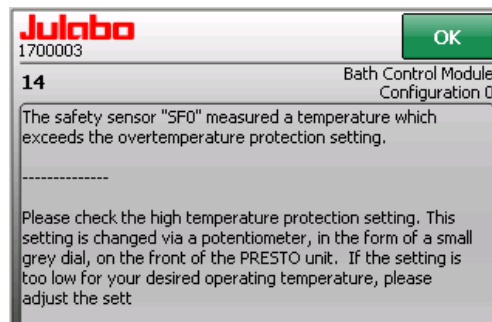 Julabo
OK
1700003
14
Bath Control Module
Configuration 0
The safety sensor "SF0" measured a temperature which
exceeds the overtemperature protection setting.
--------------
Please check the high temperature protection setting. This
setting is changed via a potentiometer, in the form of a small
grey dial, on the front of the PRESTO unit.  If the setting is
too low for your desired operating temperature, please
adjust the sett